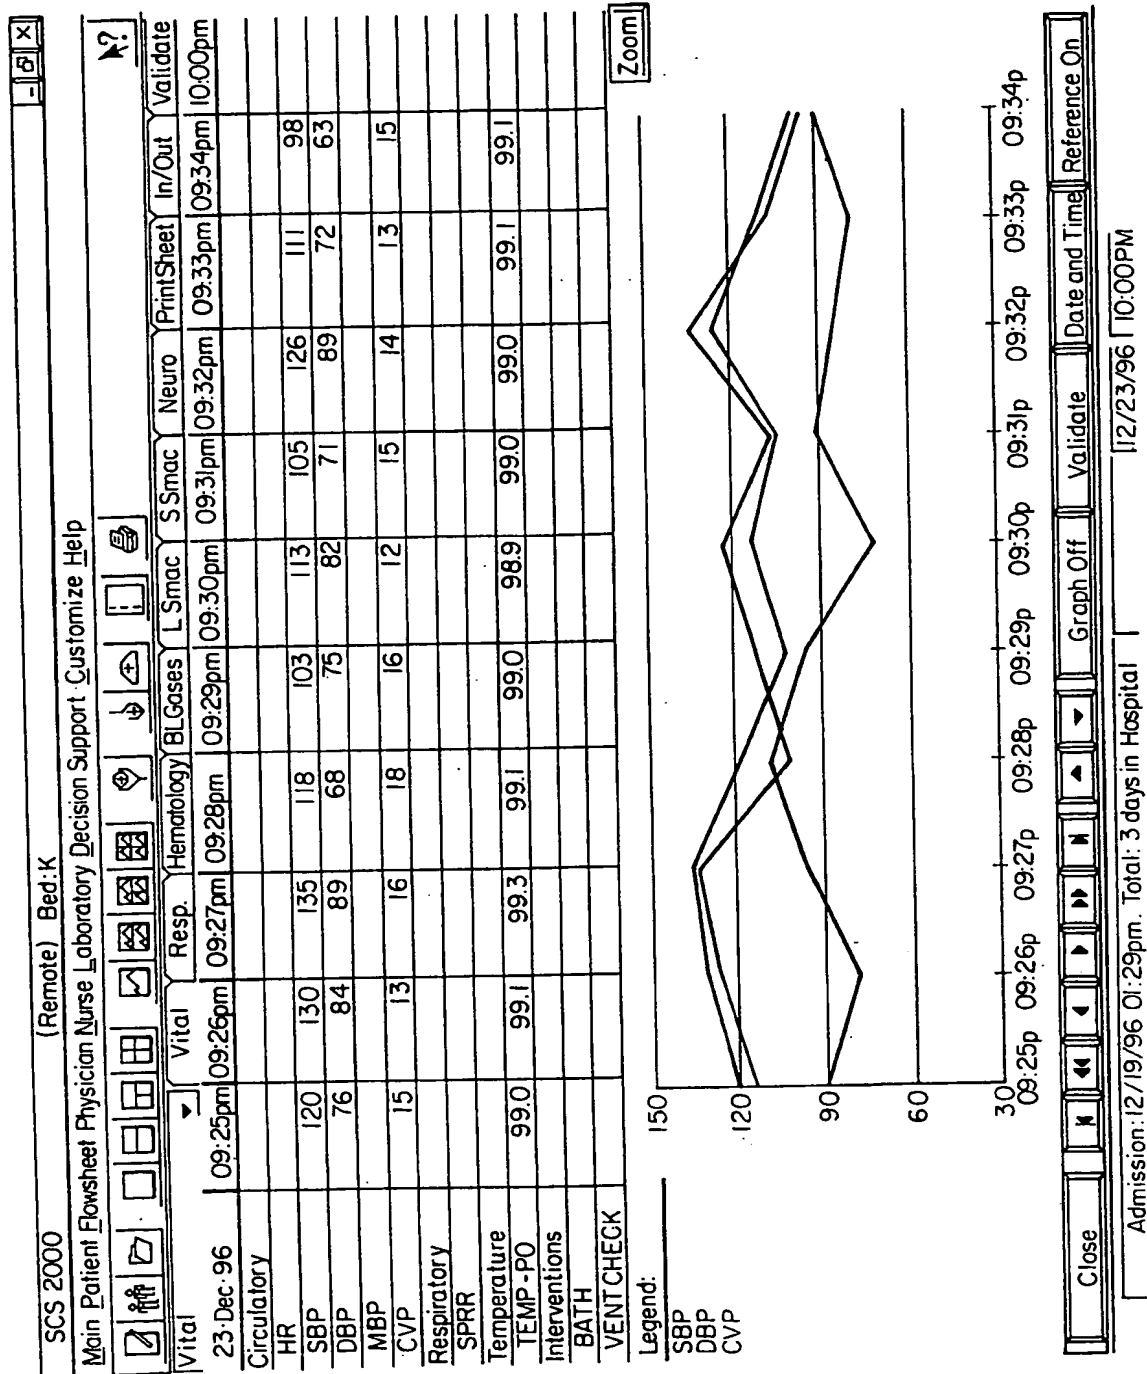 SCS 2000 (Remote) Bed:K
Main Patient Flowsheet Physician Nurse Laboratory Decision Support Customize Help
Vital Vital Resp. Hematology BLGases L Smac S Smac Neuro PrintSheet In/Out Validate
23·Dec·96 09:25pm 09:26pm 09:27pm 09:28pm 09:29pm 09:30pm 09:31pm 09:32pm 09:33pm 09:34pm 10:00pm
Circulatory
HR
SBP 120 130 135 118 103 113 105 126 111 98
DBP 76 84 89 68 75 82 71 89 72 63
MBP
CVP 15 13 16 18 16 12 15 14 13 15
Respiratory
SPRR
Temperature
TEMP-PO 99.0 99.1 99.3 99.1 99.0 98.9 99.0 99.0 99.1 99.1
Interventions
BATH
VENT CHECK
Zoom
Legend:
SBP
DBP
CVP
150
120
90
60
30
09:25p 09:26p 09:27p 09:28p 09:29p 09:30p 09:31p 09:32p 09:33p 09:34p
Close Graph Off Validate Date and Time Reference On
Admission: 12/19/96 01:29pm. Total: 3 days in Hospital 12/23/96 10:00PM